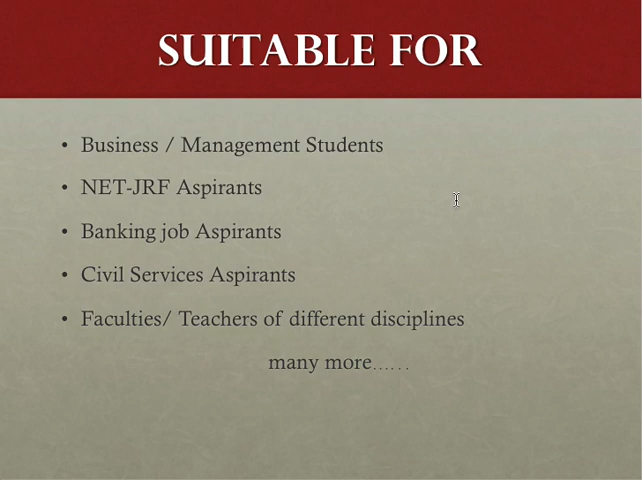 SUITABLE FOR
• Business / Management Students
• NET-JRF Aspirants
• Banking job Aspirants
• Civil Services Aspirants
• Faculties/ Teachers of different disciplines
many more……